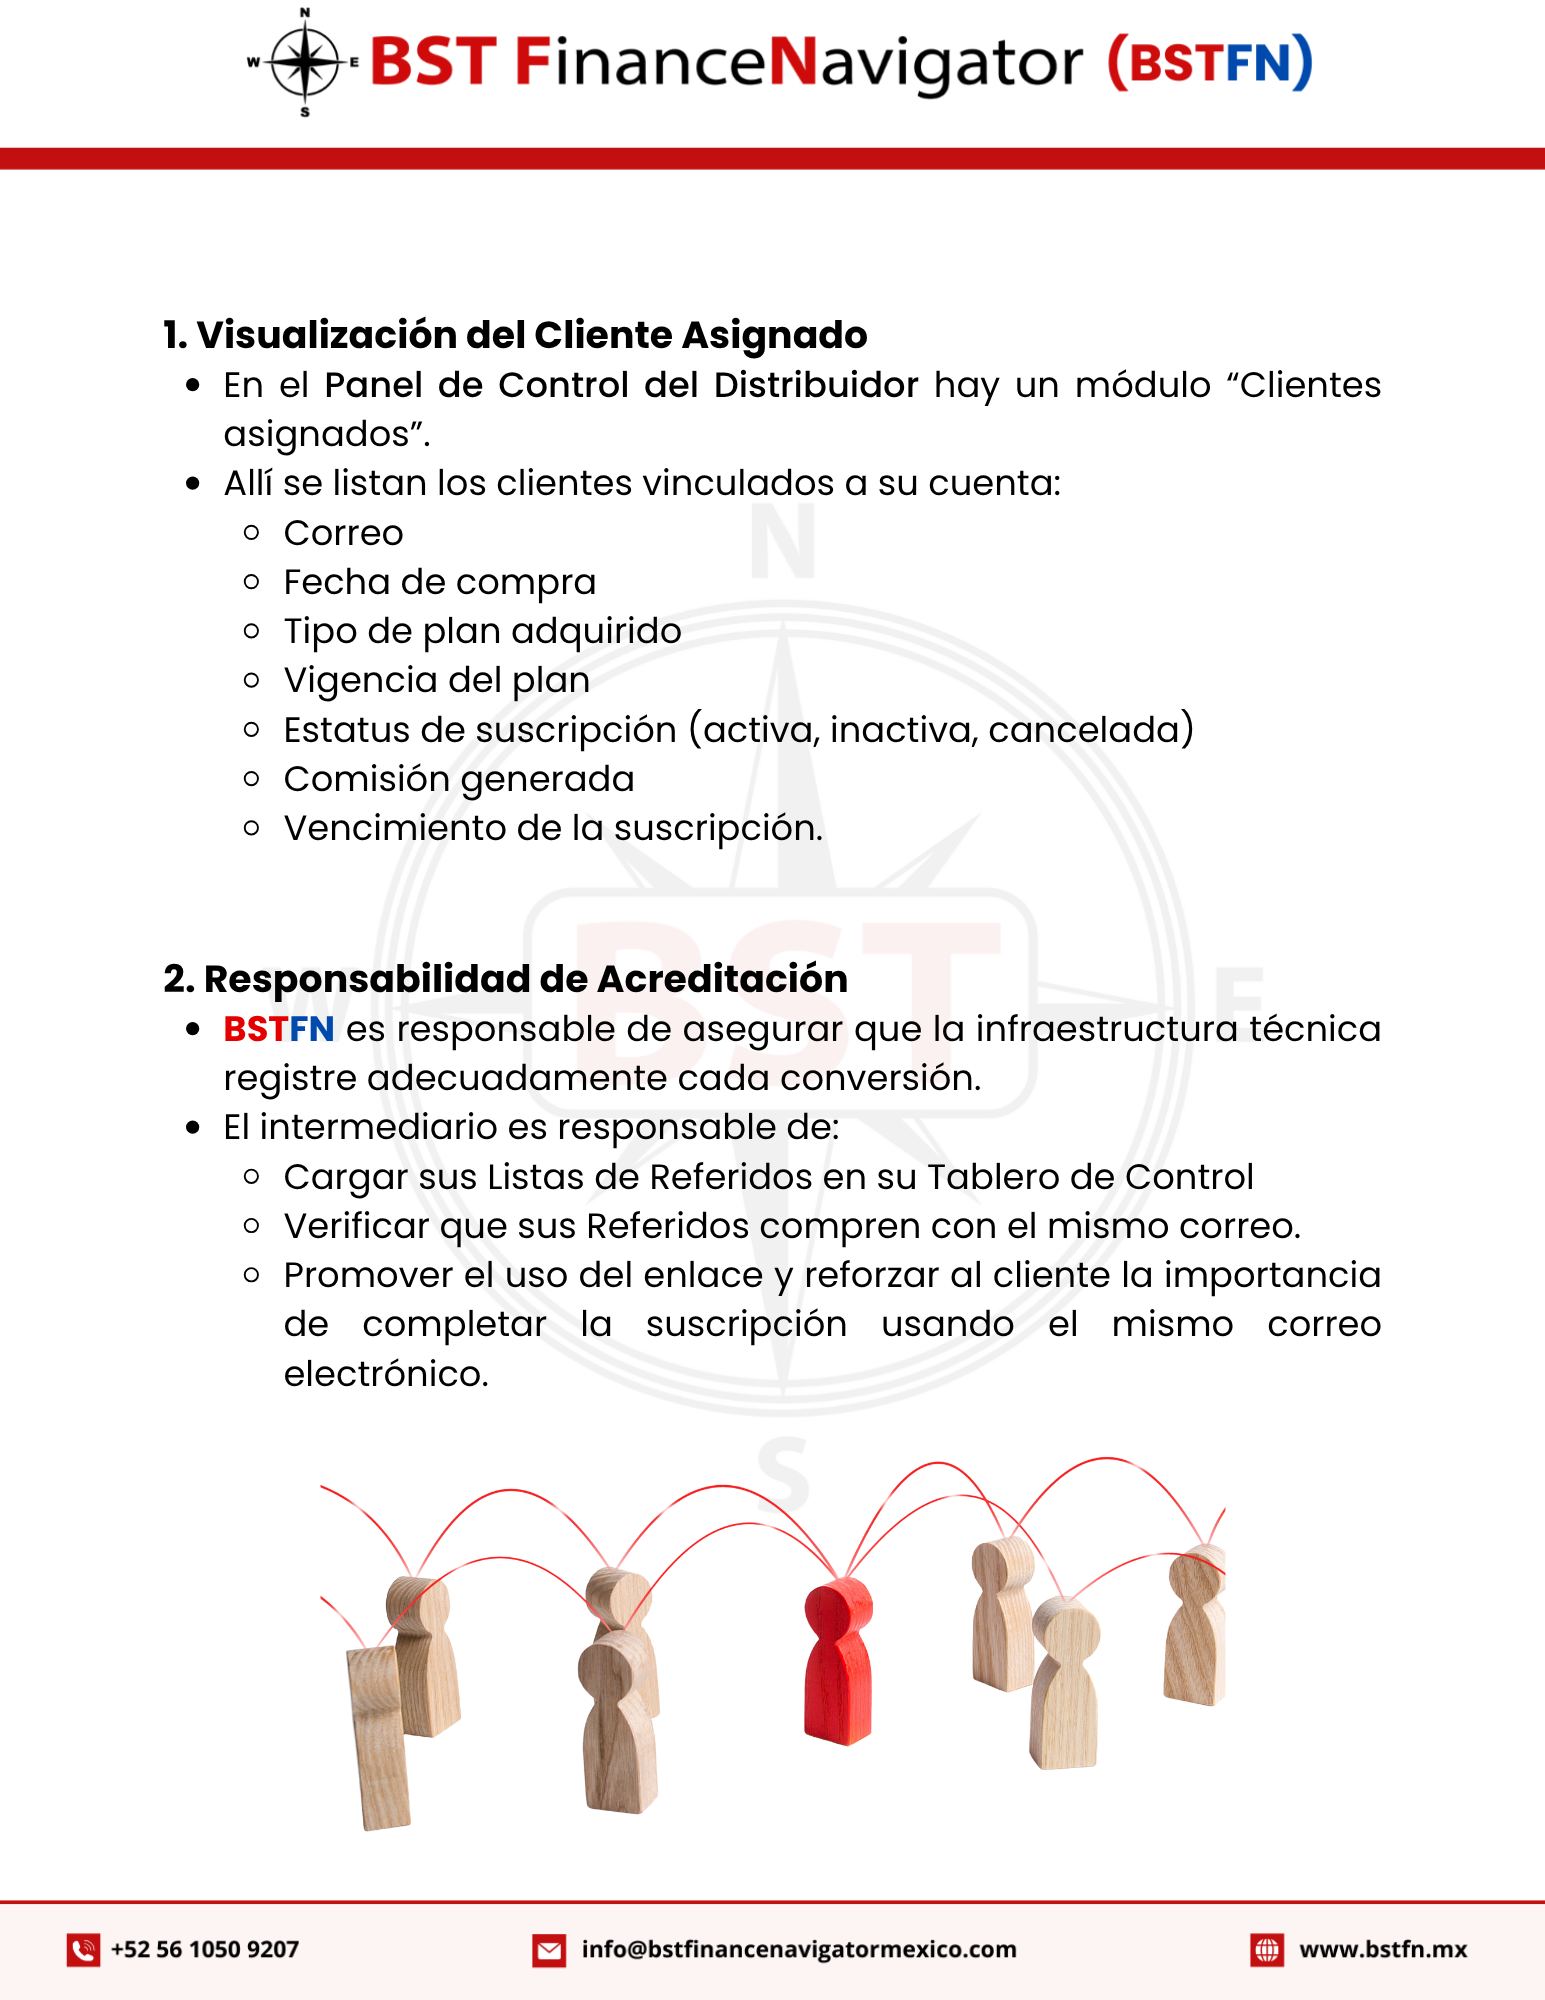 N
W E
S
BST FinanceNavigator (BSTFN)
1. Visualización del Cliente Asignado
• En el Panel de Control del Distribuidor hay un módulo “Clientes
asignados”.
• Allí se listan los clientes vinculados a su cuenta:
○ Correo
○ Fecha de compra
○ Tipo de plan adquirido
○ Vigencia del plan
○ Estatus de suscripción (activa, inactiva, cancelada)
○ Comisión generada
○ Vencimiento de la suscripción.
2. Responsabilidad de Acreditación
• BSTFN es responsable de asegurar que la infraestructura técnica
registre adecuadamente cada conversión.
• El intermediario es responsable de:
○ Cargar sus Listas de Referidos en su Tablero de Control
○ Verificar que sus Referidos compren con el mismo correo.
○ Promover el uso del enlace y reforzar al cliente la importancia
de completar la suscripción usando el mismo correo
electrónico.
N
W BST E
S
+52 56 1050 9207
info@bstfinancenavigatormexico.com
www.bstfn.mx